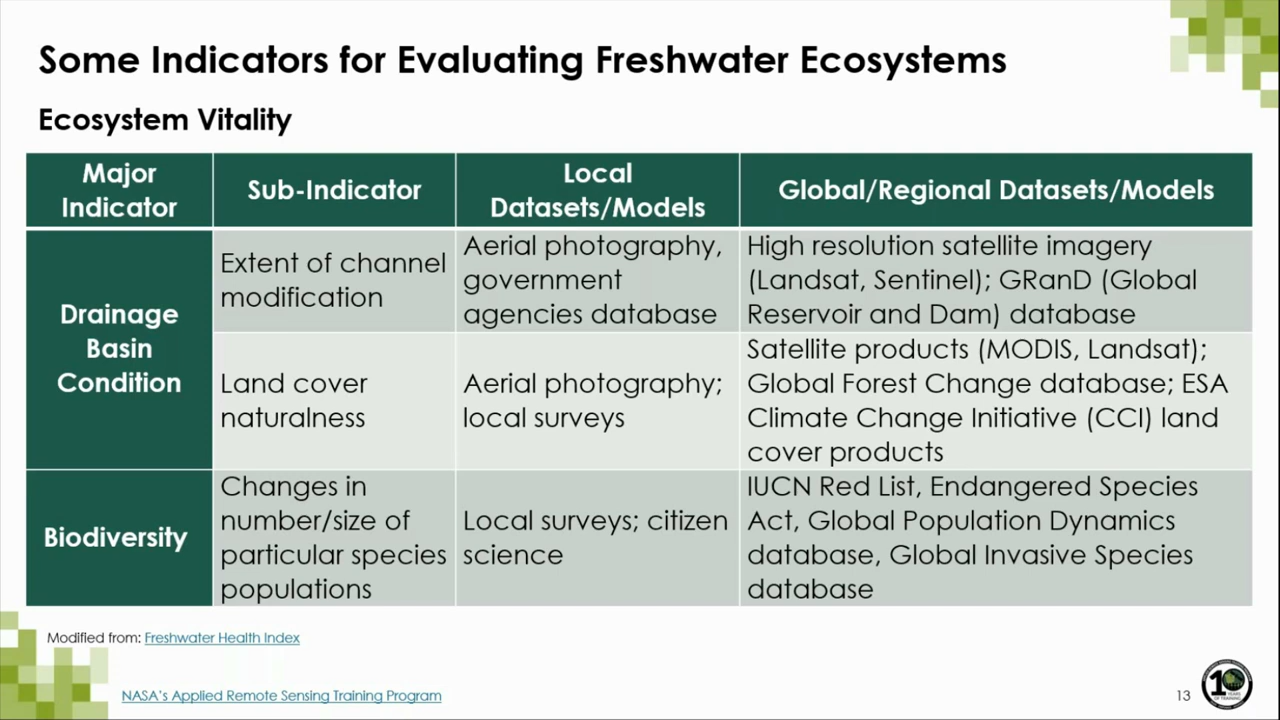 Some Indicators for Evaluating Freshwater Ecosystems
Ecosystem Vitality
Major
Indicator
Sub-Indicator
Local
Datasets/Models
Global/Regional Datasets/Models
Drainage
Basin
Condition
Extent of channel
modification
Aerial photography,
government
agencies database
High resolution satellite imagery
(Landsat, Sentinel); GRanD (Global
Reservoir and Dam) database
Land cover
naturalness
Aerial photography;
local surveys
Satellite products (MODIS, Landsat);
Global Forest Change database; ESA
Climate Change Initiative (CCI) land
cover products
Biodiversity
Changes in
number/size of
particular species
populations
Local surveys; citizen
science
IUCN Red List, Endangered Species
Act, Global Population Dynamics
database, Global Invasive Species
database
Modified from: Freshwater Health Index
NASA's Applied Remote Sensing Training Program
13
10